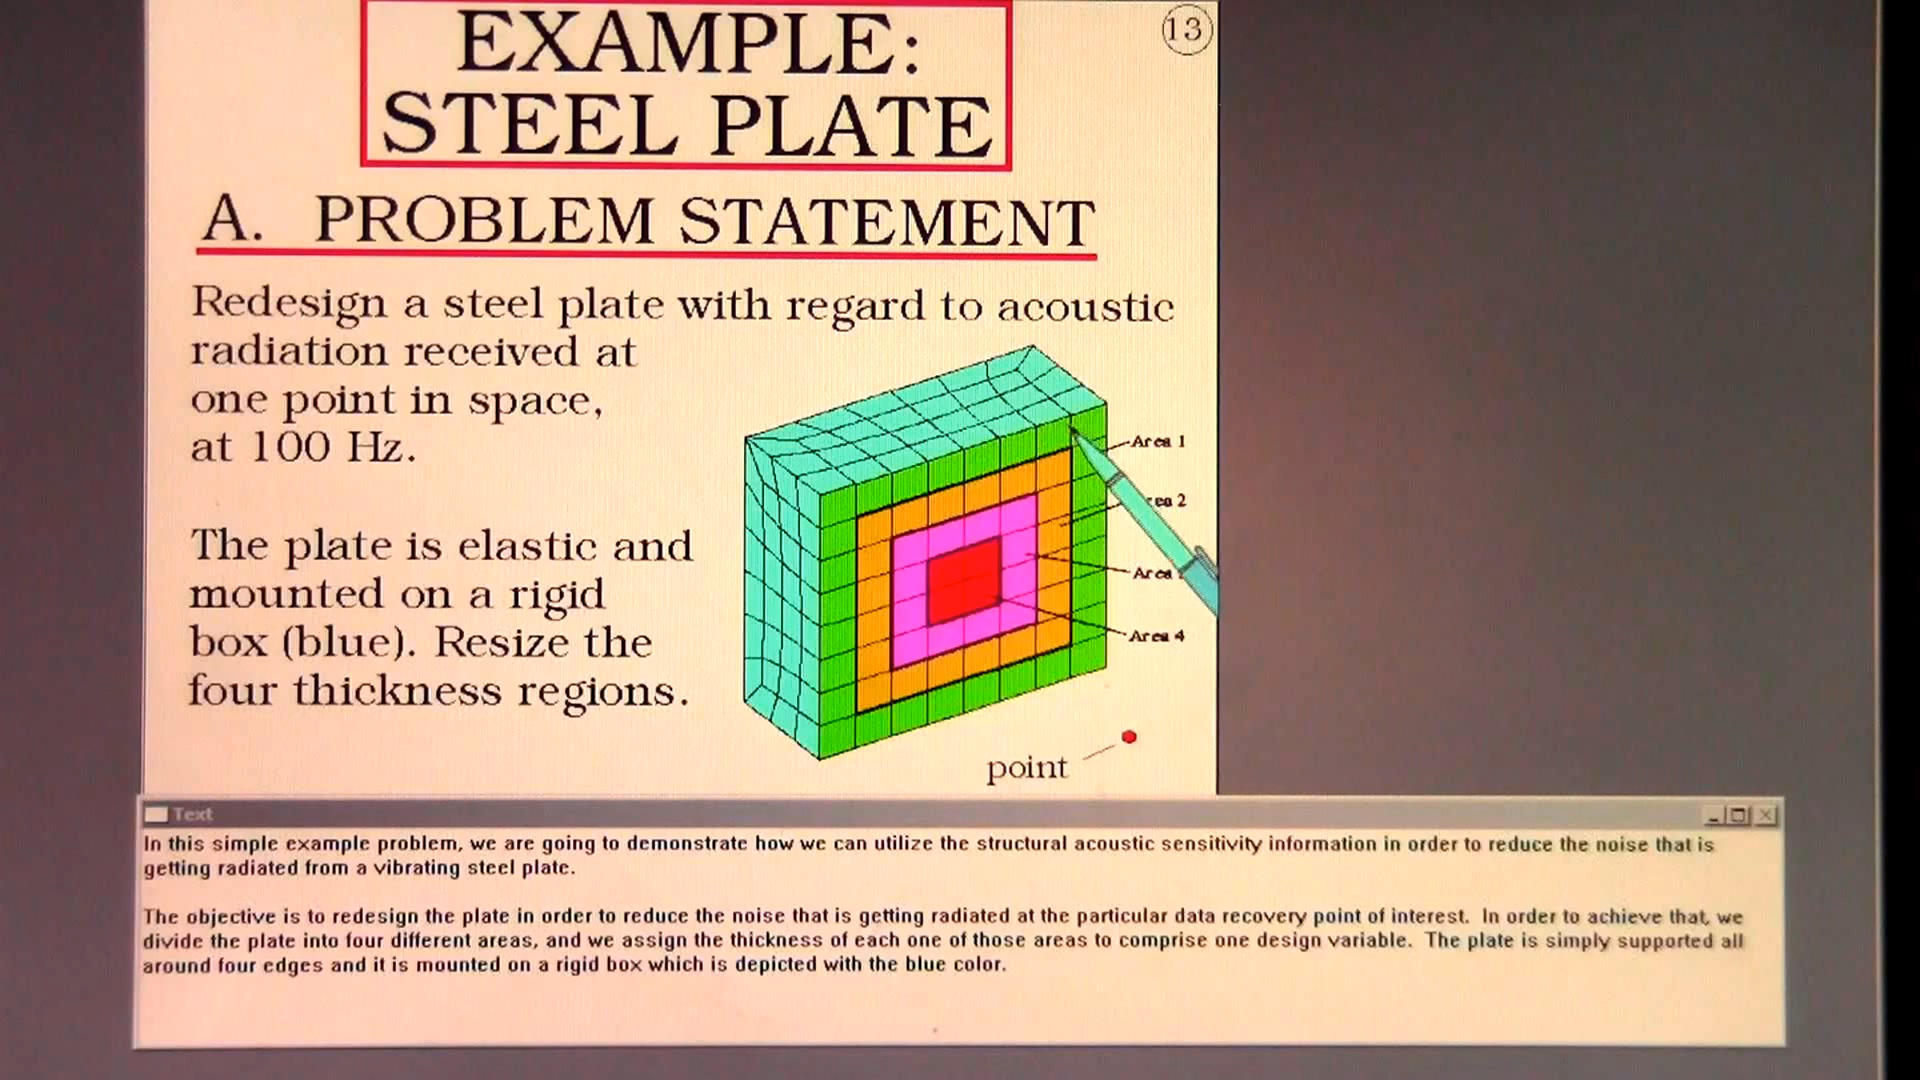 13
EXAMPLE:
STEEL PLATE
A. PROBLEM STATEMENT
Redesign a steel plate with regard to acoustic
radiation received at
one point in space,
at 100 Hz.
The plate is elastic and
mounted on a rigid
box (blue). Resize the
four thickness regions.
Area 1
2
Area
Area 4
point
Text
In this simple example problem, we are going to demonstrate how we can utilize the structural acoustic sensitivity information in order to reduce the noise that is
getting radiated from a vibrating steel plate.
The objective is to redesign the plate in order to reduce the noise that is getting radiated at the particular data recovery point of interest. In order to achieve that, we
divide the plate into four different areas, and we assign the thickness of each one of those areas to comprise one design variable. The plate is simply supported all
around four edges and it is mounted on a rigid box which is depicted with the blue color.